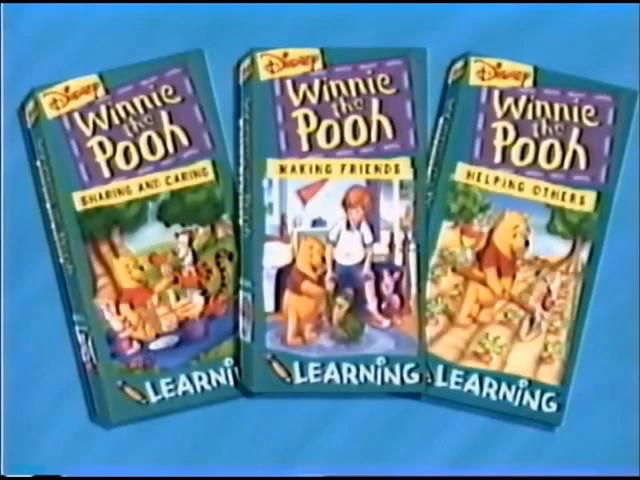 Disney
Winnie
the
Pooh
SHARING AND CARING
LEARNI
Disney
Winnie
the
Pooh
MAKING FRIENDS
LEARNiNG
Disney
Winnie
the
Pooh
HELPING OTHERS
LEARNiNG